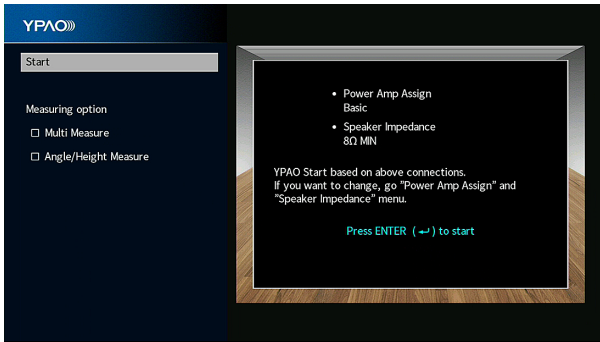 YPAO
Start
Measuring option
Multi Measure
Angle/Height Measure
• Power Amp Assign
Basic
• Speaker Impedance
8Ω MIN
YPAO Start based on above connections.
If you want to change, go ”Power Amp Assign” and
”Speaker Impedance” menu.
Press ENTER (↵) to start